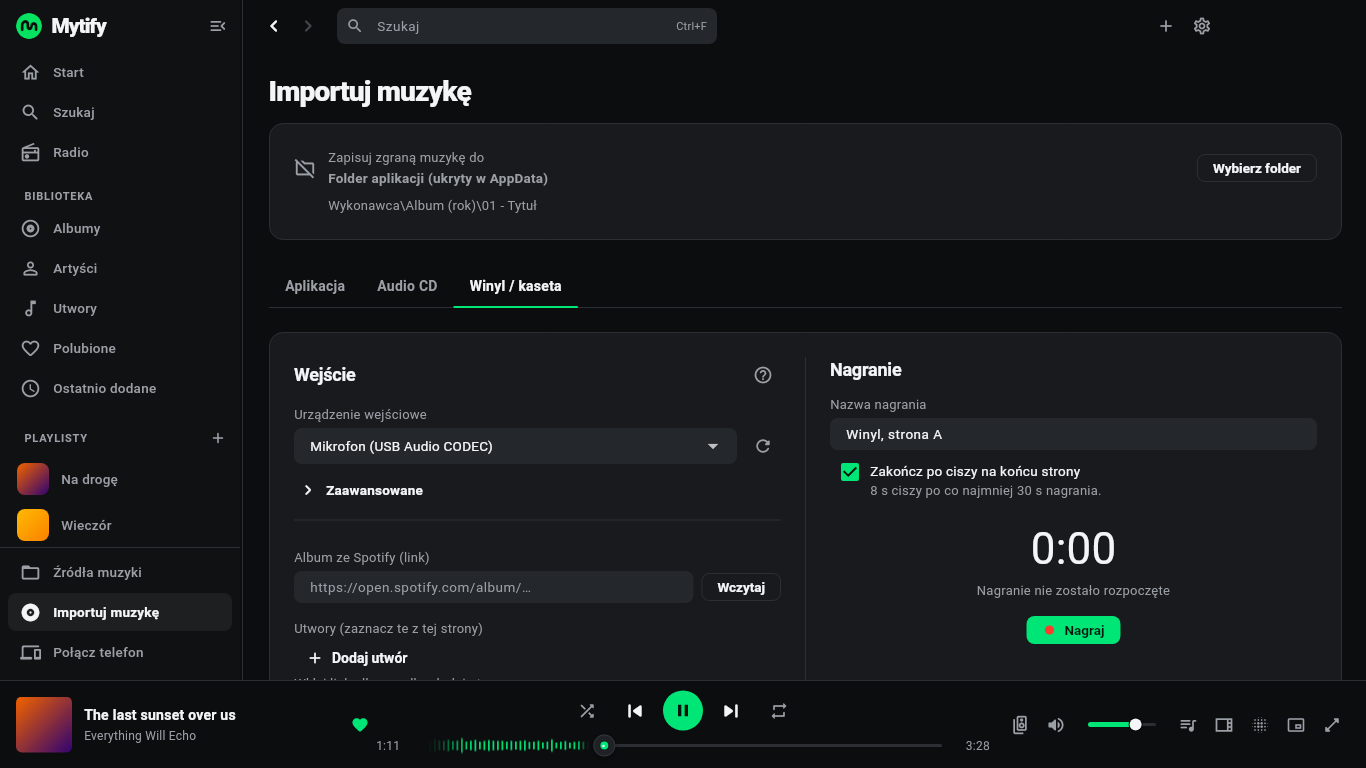 Mytify
Szukaj
Ctrl+F
Start
Szukaj
Radio
BIBLIOTEKA
Albumy
Artyści
Utwory
Polubione
Ostatnio dodane
PLAYLISTY
Na drogę
Wieczór
Źródła muzyki
Importuj muzykę
Połącz telefon
Importuj muzykę
Zapisuj zgraną muzykę do
Folder aplikacji (ukryty w AppData)
Wykonawca\Album (rok)\01 - Tytuł
Wybierz folder
Aplikacja
Audio CD
Winyl / kaseta
Wejście
Urządzenie wejściowe
Mikrofon (USB Audio CODEC)
Zaawansowane
Album ze Spotify (link)
https://open.spotify.com/album/…
Wczytaj
Utwory (zaznacz te z tej strony)
Dodaj utwór
Nagranie
Nazwa nagrania
Winyl, strona A
Zakończ po ciszy na końcu strony
8 s ciszy po co najmniej 30 s nagrania.
0:00
Nagranie nie zostało rozpoczęte
Nagraj
The last sunset over us
Everything Will Echo
1:11
3:28